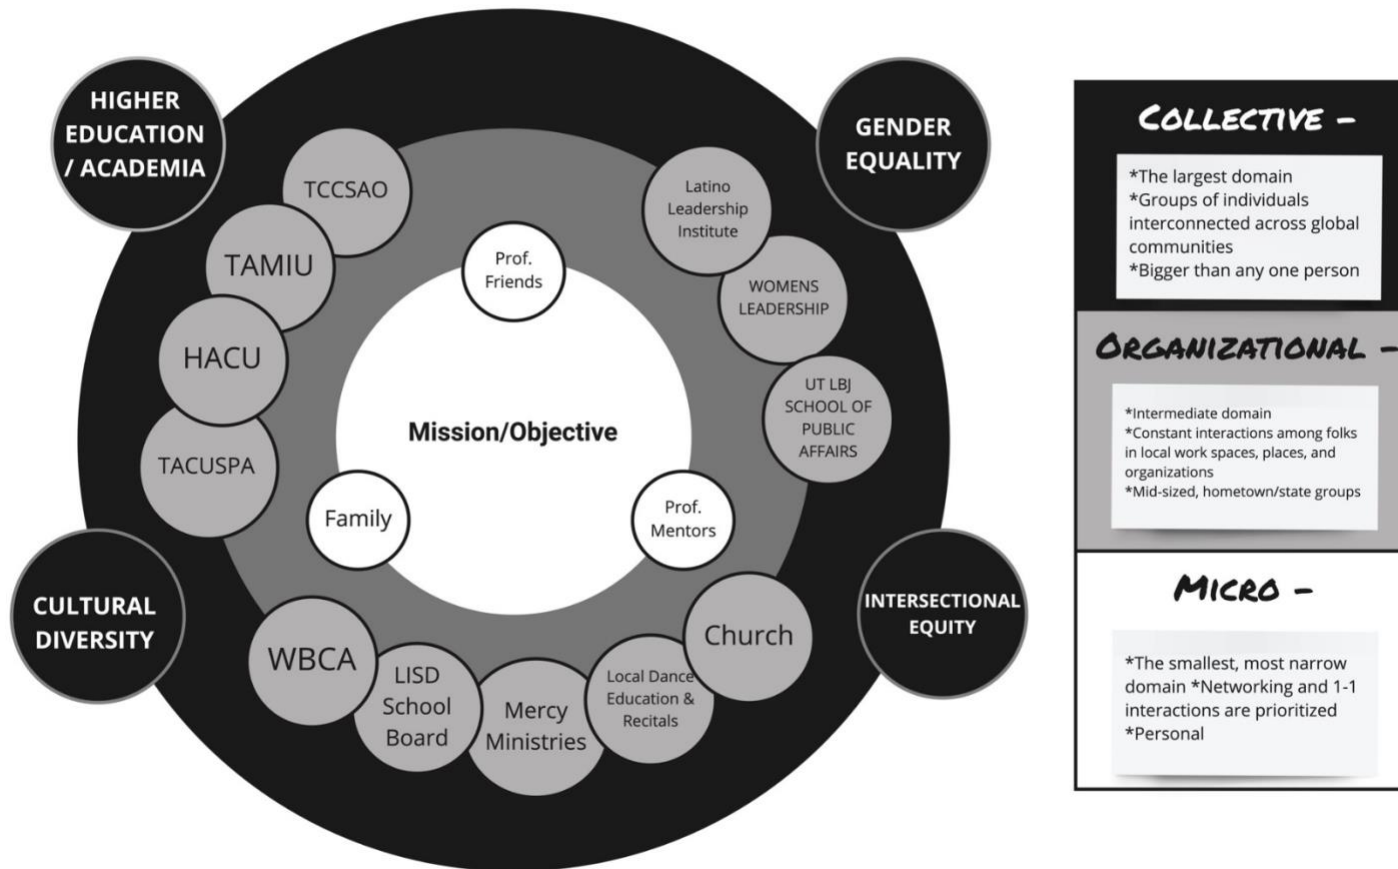 HIGHER
EDUCATION
/ ACADEMIA
TCCSAO
TAMIU
HACU
TACUSPA
CULTURAL
DIVERSITY
GENDER
EQUALITY
Latino
Leadership
Institute
WOMENS
LEADERSHIP
UT LBJ
SCHOOL OF
PUBLIC
AFFAIRS
INTERSECTIONAL
EQUITY
Prof.
Friends
Mission/Objective
Family
Prof.
Mentors
WBCA
LISD
School
Board
Mercy
Ministries
Local Dance
Education &
Recitals
Church
COLLECTIVE -
*The largest domain
*Groups of individuals
interconnected across global
communities
*Bigger than any one person
ORGANIZATIONAL -
*Intermediate domain
*Constant interactions among folks
in local work spaces, places, and
organizations
*Mid-sized, hometown/state groups
MICRO -
*The smallest, most narrow
domain *Networking and 1-1
interactions are prioritized
*Personal